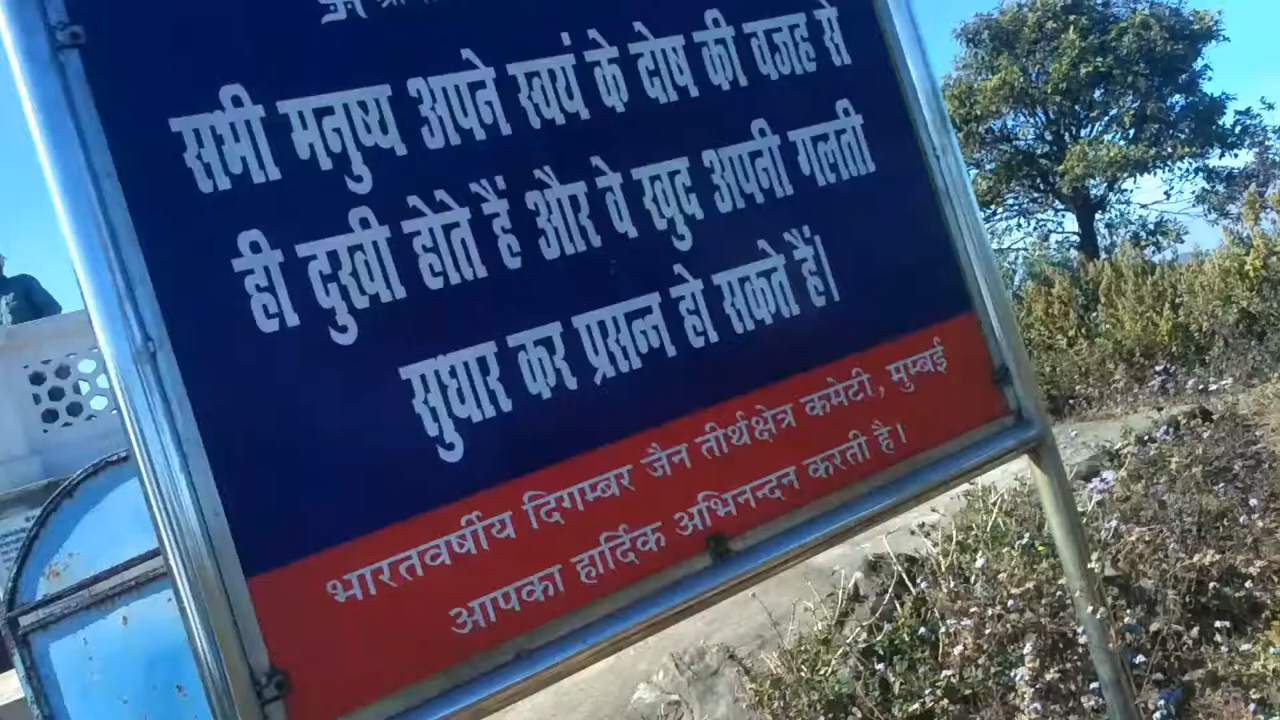 सभी मनुष्य अपने स्वयं के दोष की वजह से
ही दुखी होते हैं और वे खुद अपनी गलती
सुधार कर प्रसन्न हो सकते हैं।
भारतवर्षीय दिगम्बर जैन तीर्थक्षेत्र कमेटी, मुम्बई
आपका हार्दिक अभिनन्दन करती है।